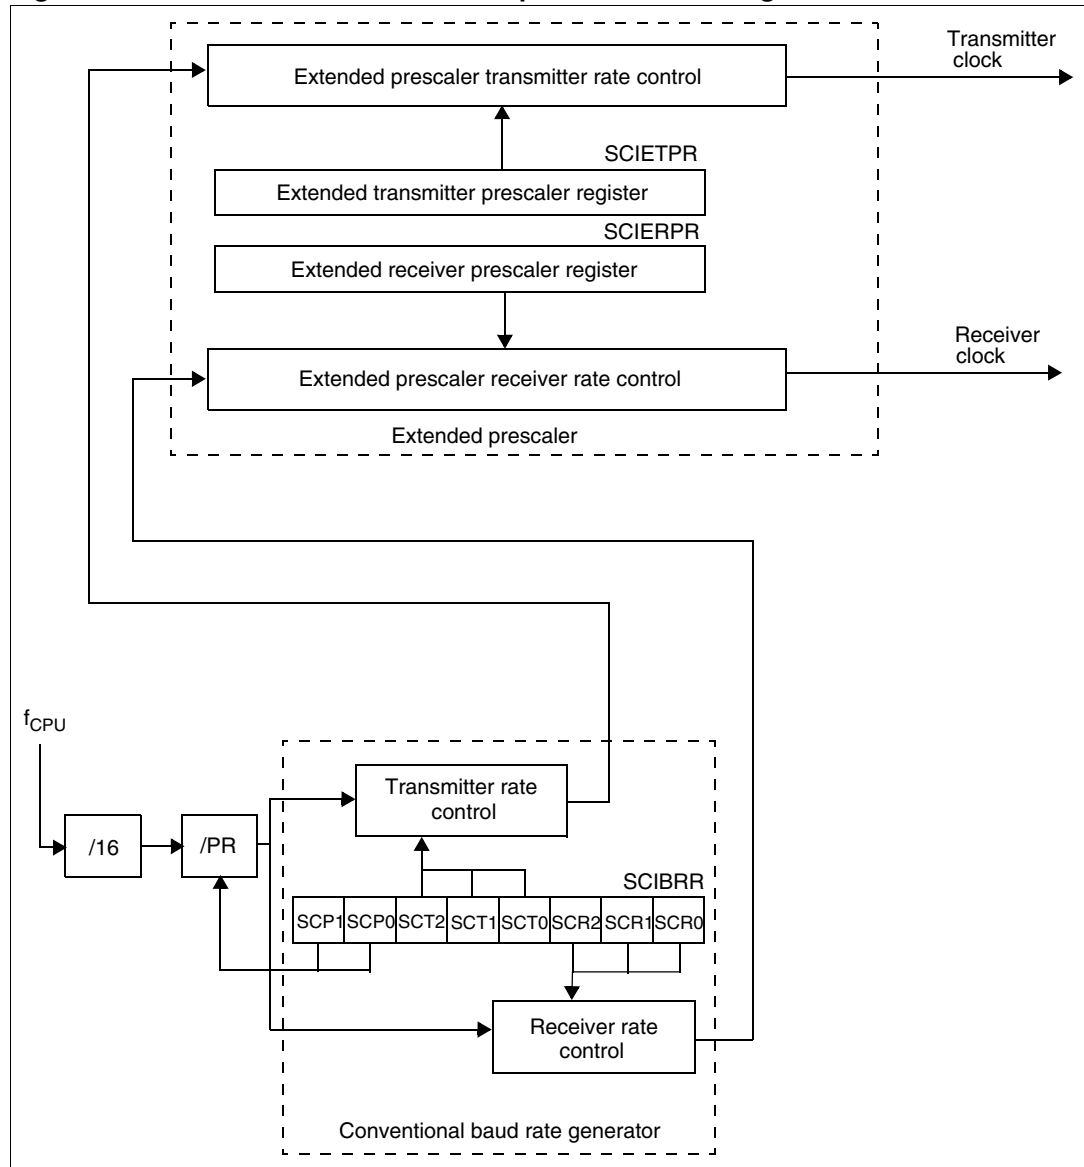 Transmitter
clock
Extended prescaler transmitter rate control
SCIETPR
Extended transmitter prescaler register
SCIERPR
Extended receiver prescaler register
Receiver
clock
Extended prescaler receiver rate control
Extended prescaler
fCPU
Transmitter rate
control
/16
/PR
SCIBRR
SCP1 SCP0 SCT2 SCT1 SCT0 SCR2 SCR1 SCR0
Receiver rate
control
Conventional baud rate generator